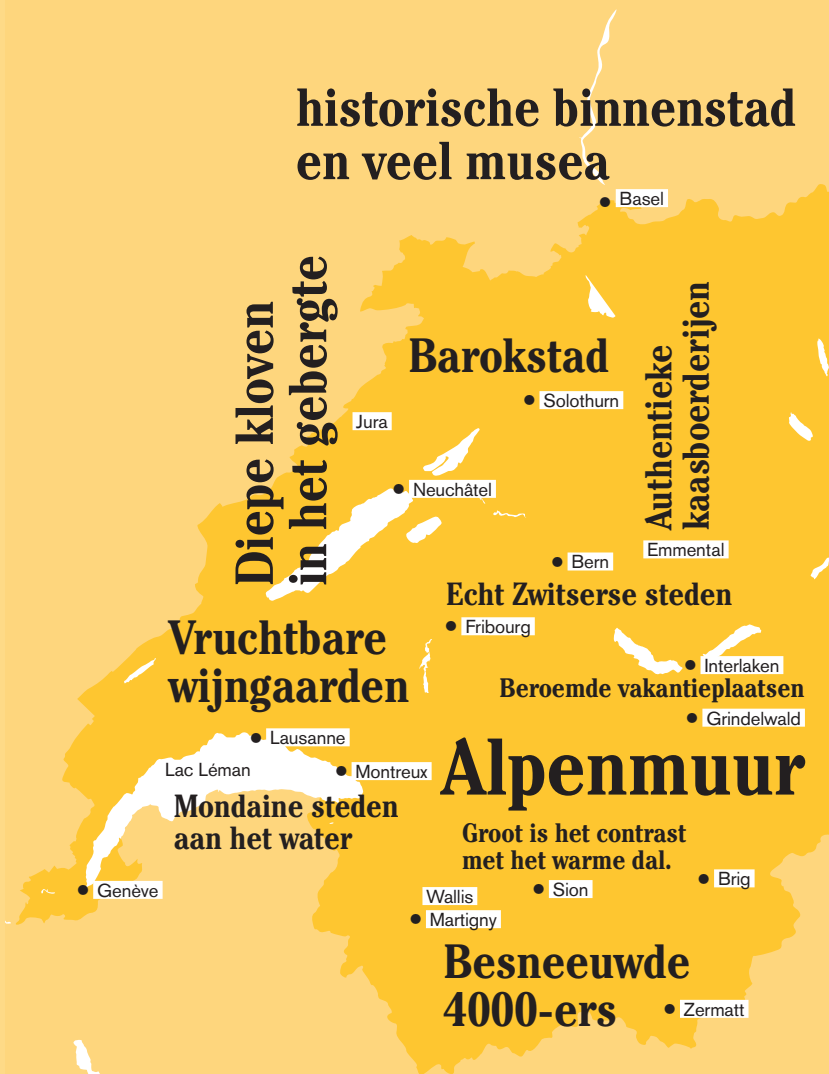 historische binnenstad
en veel musea
Basel
Diepe kloven
in het gebergte
Barokstad
Authentieke
kaasboerderijen
Solothurn
Jura
Neuchâtel
Emmental
Bern
Echt Zwitserse steden
Fribourg
Vruchtbare
wijngaarden
Interlaken
Beroemde vakantieplaatsen
Grindelwald
Lausanne
Lac Léman
Montreux
Alpenmuur
Mondaine steden
aan het water
Groot is het contrast
met het warme dal.
Genève
Brig
Sion
Wallis
Martigny
Besneeuwde
4000-ers
Zermatt